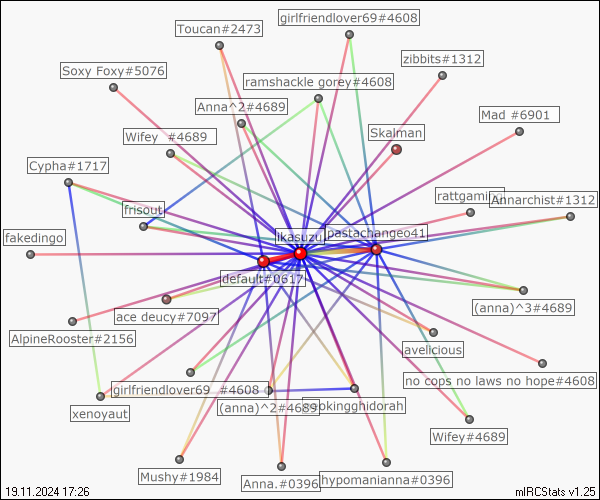 girlfriendlover69#4608
Toucan#2473
zibbits#1312
Soxy Foxy#5076
ramshackle gorey#4608
Anna^2#4689
Mad #6901
Skalman
Wifey #4689
Cypha#1717
Annarchist#1312
frisout
ikasuzu
pastachangeo41
fakedingo
default#0617
ace deucy#7097
(anna)^3#4689
AlpineRooster#2156
avelicious
girlfriendlover69 #4608
no cops no laws no hope#4608
(anna)^2#4689
xenoyaut
Wifey#4689
Mushy#1984
Anna.#0396
hypomanianna#0396
19.11.2024 17:26
mIRCStats v1.25